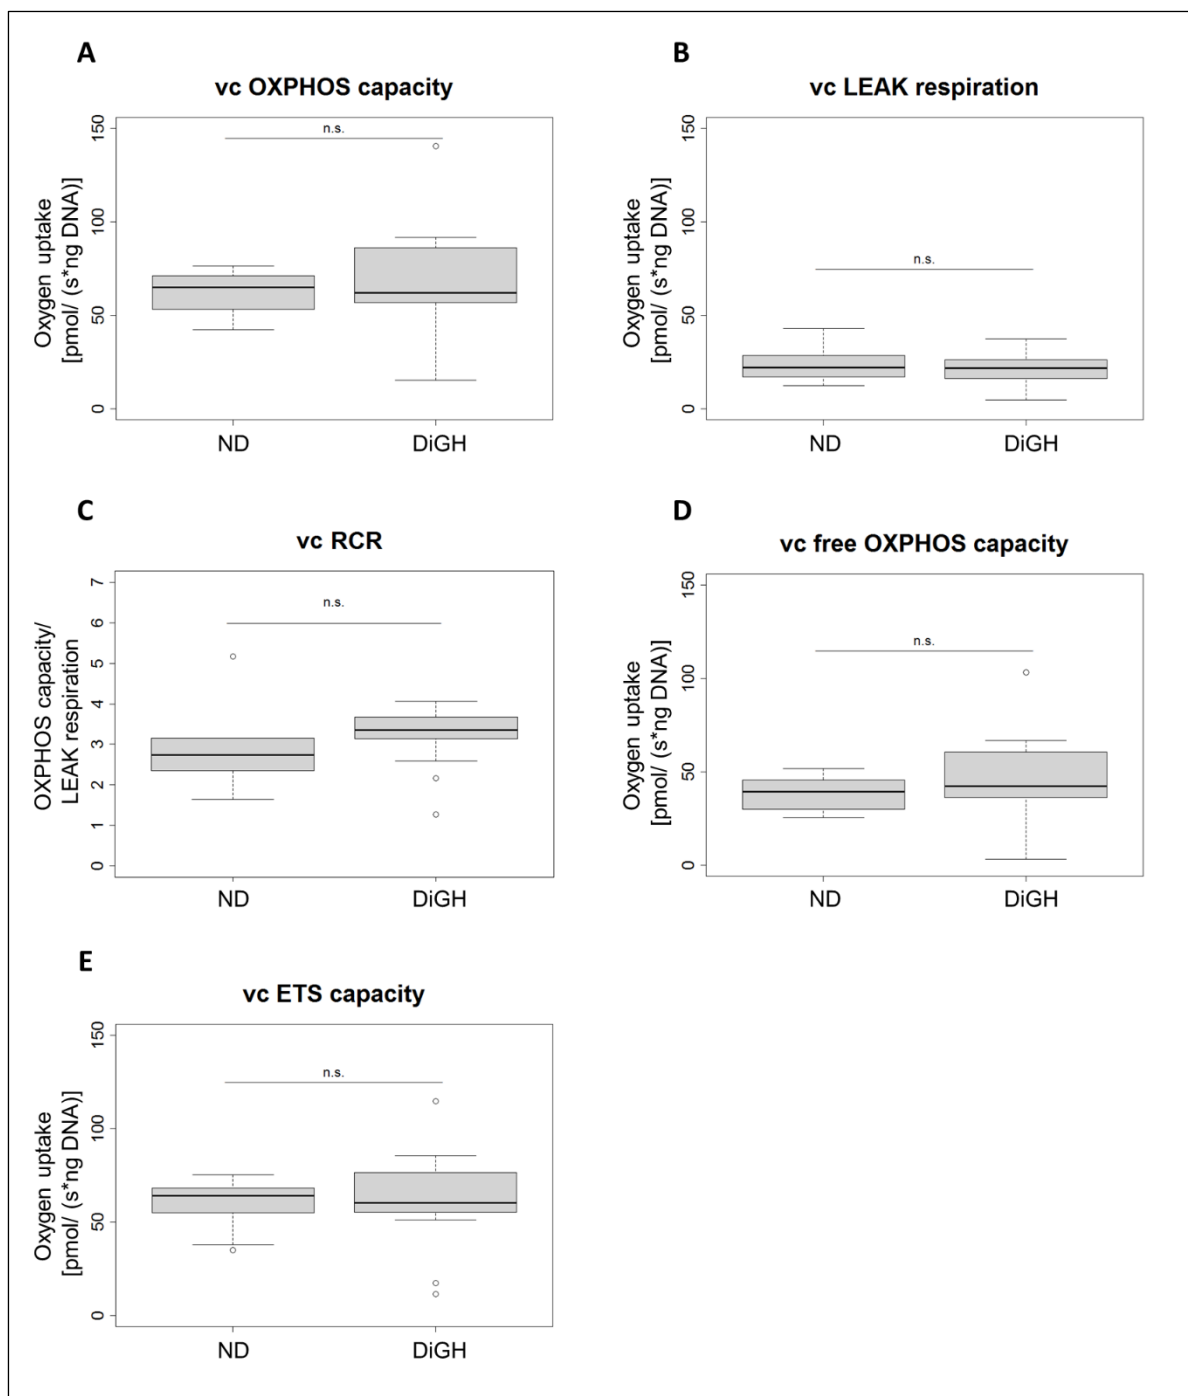 A
vc OXPHOS capacity
Oxygen uptake
[pmol/ (s*ng DNA)]
150
100
50
0
n.s.
ND
DiGH
B
vc LEAK respiration
Oxygen uptake
[pmol/ (s*ng DNA)]
150
100
50
0
n.s.
ND
DiGH
C
vc RCR
OXPHOS capacity/
LEAK respiration
7
6
5
4
3
2
1
0
n.s.
ND
DiGH
D
vc free OXPHOS capacity
Oxygen uptake
[pmol/ (s*ng DNA)]
150
100
50
0
n.s.
ND
DiGH
E
vc ETS capacity
Oxygen uptake
[pmol/ (s*ng DNA)]
150
100
50
0
n.s.
ND
DiGH